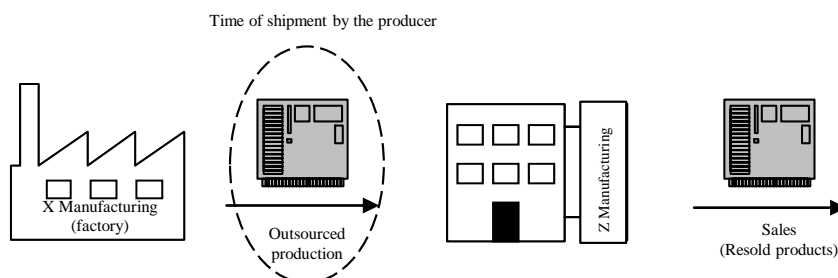 Time of shipment by the producer
X Manufacturing
(factory)
Outsourced
production
Z Manufacturing
Sales
(Resold products)